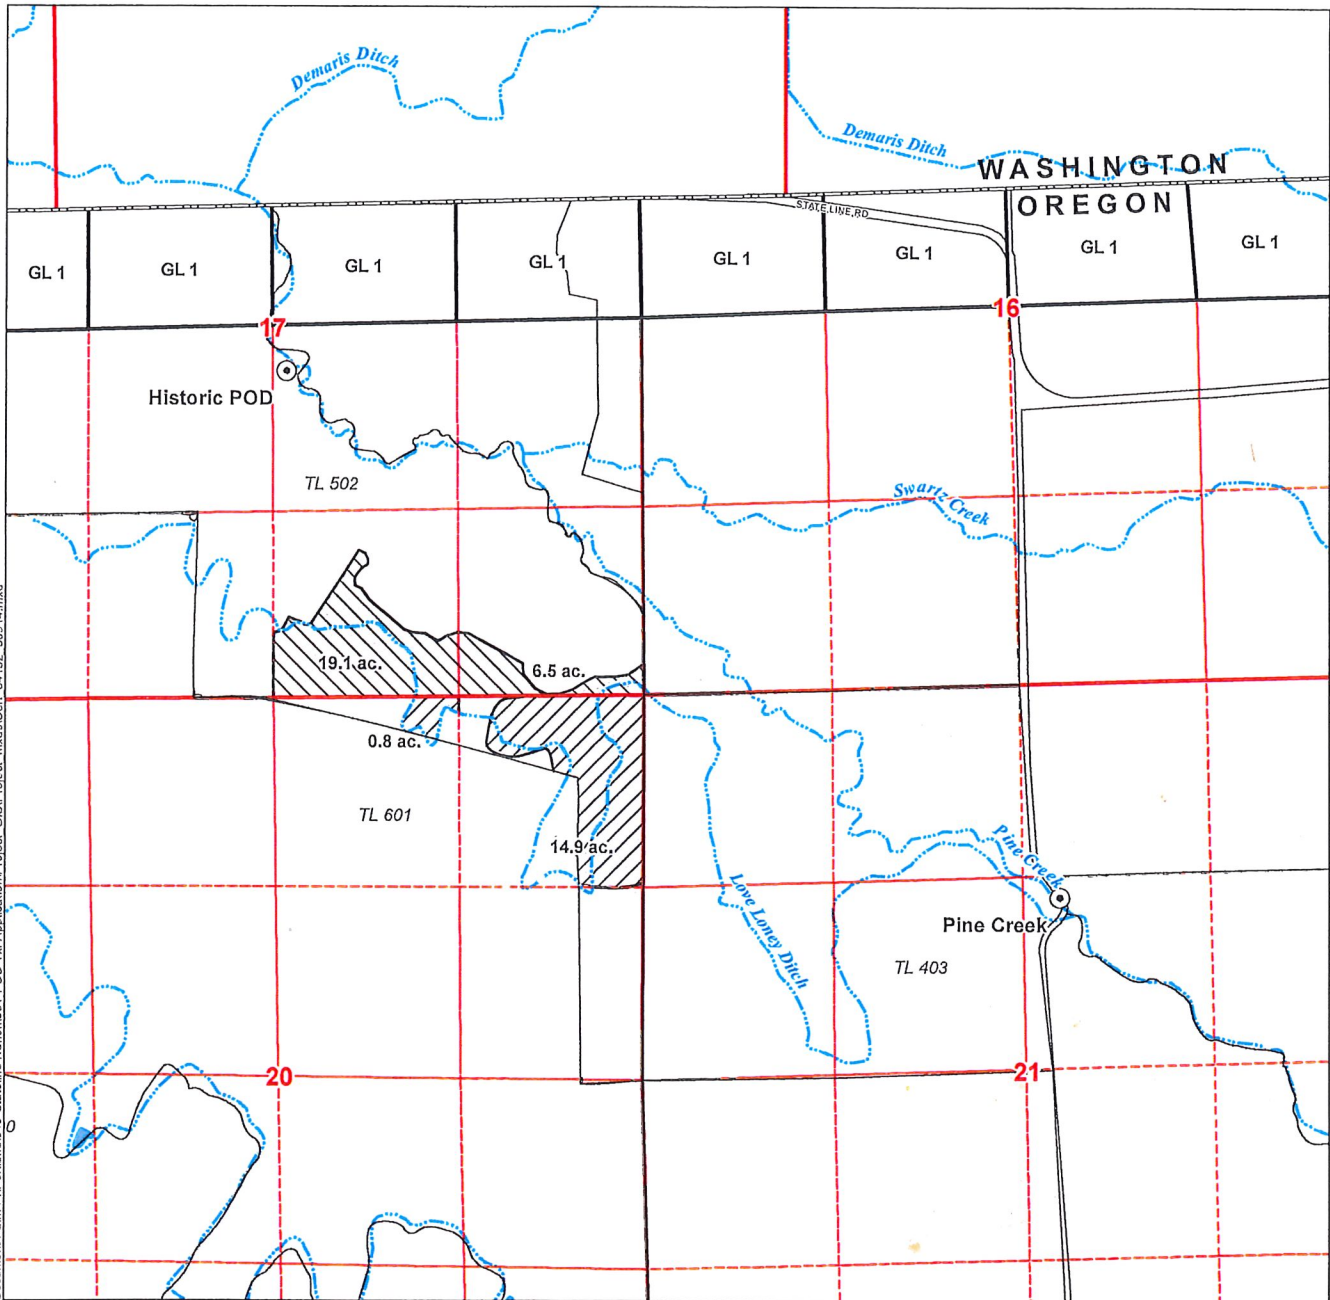 Demaris Ditch
Demaris Ditch
WASHINGTON
OREGON
STATE LINE RD
GL 1
GL 1
GL 1
GL 1
GL 1
GL 1
GL 1
GL 1
17
16
Historic POD
TL 502
Swartz Creek
19.1 ac.
6.5 ac.
0.8 ac.
TL 601
14.9 ac.
Pine Creek
Love Loney Ditch
Pine Creek
TL 403
20
21
0